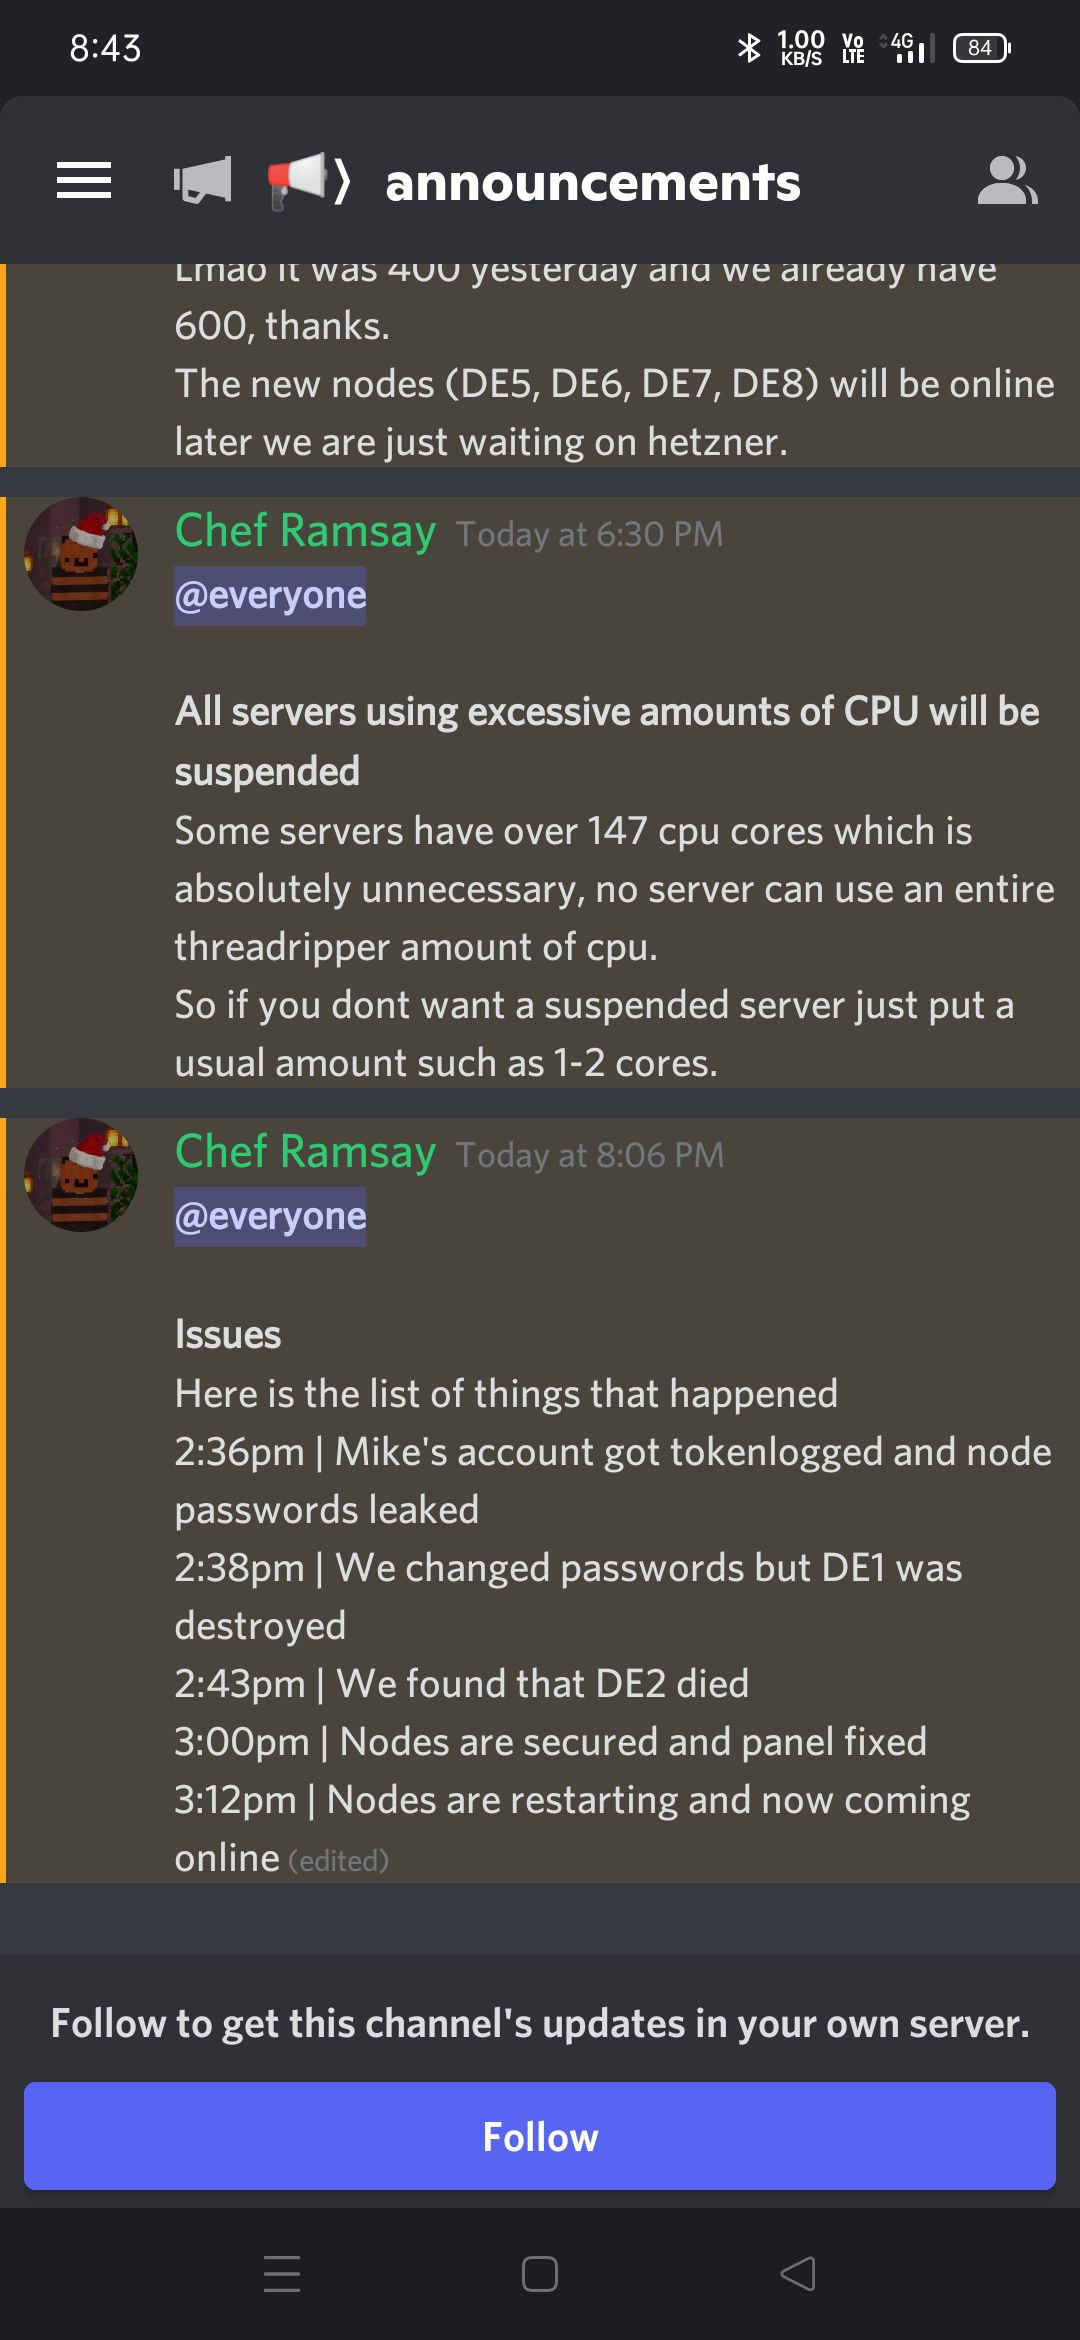 8:43
1.00
KB/S
Vo
LTE
4G
84
announcements
Lmao it was 400 yesterday and we already have
600, thanks.
The new nodes (DE5, DE6, DE7, DE8) will be online
later we are just waiting on hetzner.
Chef Ramsay Today at 6:30 PM
@everyone
All servers using excessive amounts of CPU will be
suspended
Some servers have over 147 cpu cores which is
absolutely unnecessary, no server can use an entire
threadripper amount of cpu.
So if you dont want a suspended server just put a
usual amount such as 1-2 cores.
Chef Ramsay Today at 8:06 PM
@everyone
Issues
Here is the list of things that happened
2:36pm | Mike's account got tokenlogged and node
passwords leaked
2:38pm | We changed passwords but DE1 was
destroyed
2:43pm | We found that DE2 died
3:00pm | Nodes are secured and panel fixed
3:12pm | Nodes are restarting and now coming
online (edited)
Follow to get this channel's updates in your own server.
Follow